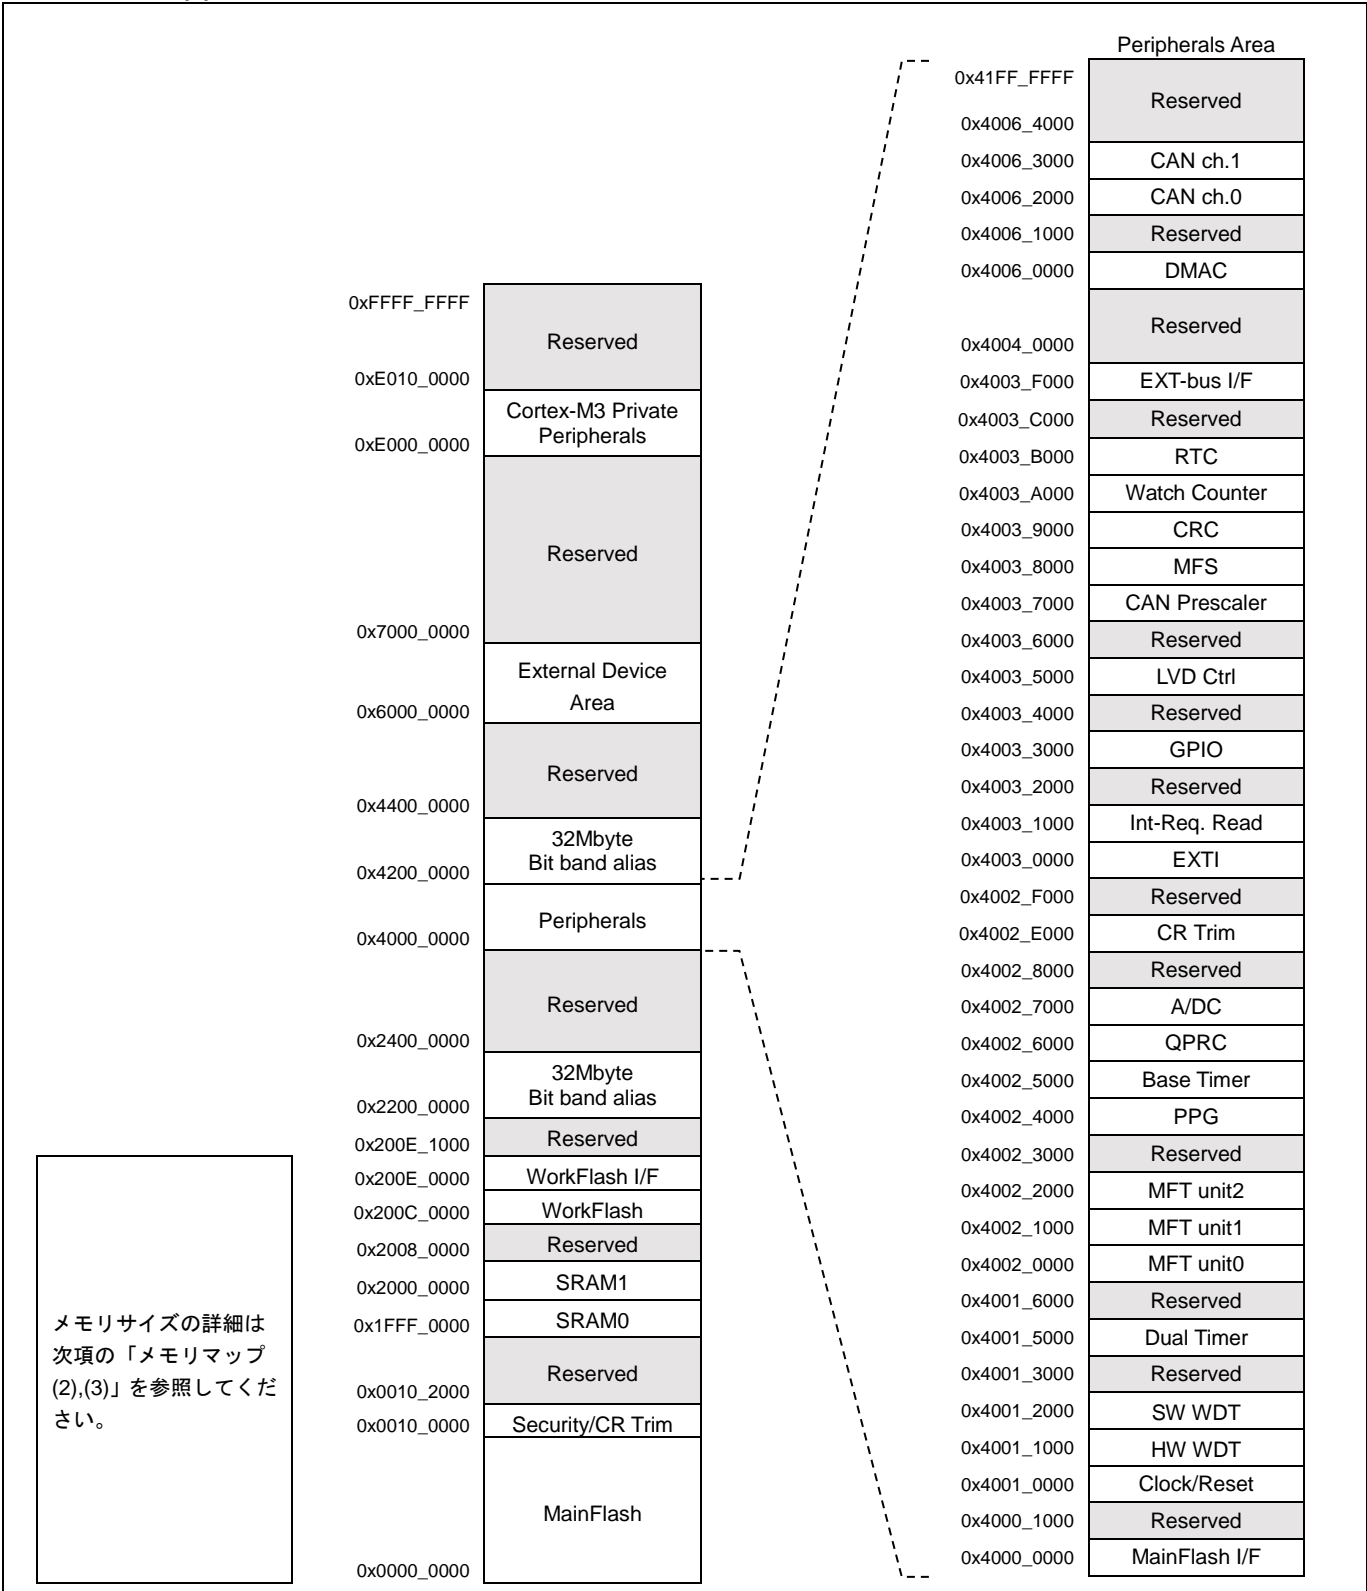 0xFFFF_FFFF
Reserved
0xE010_0000
Cortex-M3 Private
Peripherals
0xE000_0000
Reserved
0x7000_0000
External Device
Area
0x6000_0000
Reserved
0x4400_0000
32Mbyte
Bit band alias
0x4200_0000
Peripherals
0x4000_0000
Reserved
0x2400_0000
32Mbyte
Bit band alias
0x2200_0000
Reserved
0x200E_1000
WorkFlash I/F
0x200E_0000
WorkFlash
0x200C_0000
Reserved
0x2008_0000
SRAM1
0x2000_0000
SRAM0
0x1FFF_0000
Reserved
0x0010_2000
Security/CR Trim
0x0010_0000
MainFlash
0x0000_0000
メモリサイズの詳細は
次項の「メモリマップ
(2),(3)」を参照してくだ
さい。
Peripherals Area
0x41FF_FFFF
Reserved
0x4006_4000
0x4006_3000 CAN ch.1
0x4006_2000 CAN ch.0
0x4006_1000 Reserved
0x4006_0000 DMAC
Reserved
0x4004_0000
0x4003_F000 EXT-bus I/F
0x4003_C000 Reserved
0x4003_B000 RTC
0x4003_A000 Watch Counter
0x4003_9000 CRC
0x4003_8000 MFS
0x4003_7000 CAN Prescaler
0x4003_6000 Reserved
0x4003_5000 LVD Ctrl
0x4003_4000 Reserved
0x4003_3000 GPIO
0x4003_2000 Reserved
0x4003_1000 Int-Req. Read
0x4003_0000 EXTI
0x4002_F000 Reserved
0x4002_E000 CR Trim
0x4002_8000 Reserved
0x4002_7000 A/DC
0x4002_6000 QPRC
0x4002_5000 Base Timer
0x4002_4000 PPG
0x4002_3000 Reserved
0x4002_2000 MFT unit2
0x4002_1000 MFT unit1
0x4002_0000 MFT unit0
0x4001_6000 Reserved
0x4001_5000 Dual Timer
0x4001_3000 Reserved
0x4001_2000 SW WDT
0x4001_1000 HW WDT
0x4001_0000 Clock/Reset
0x4000_1000 Reserved
0x4000_0000 MainFlash I/F